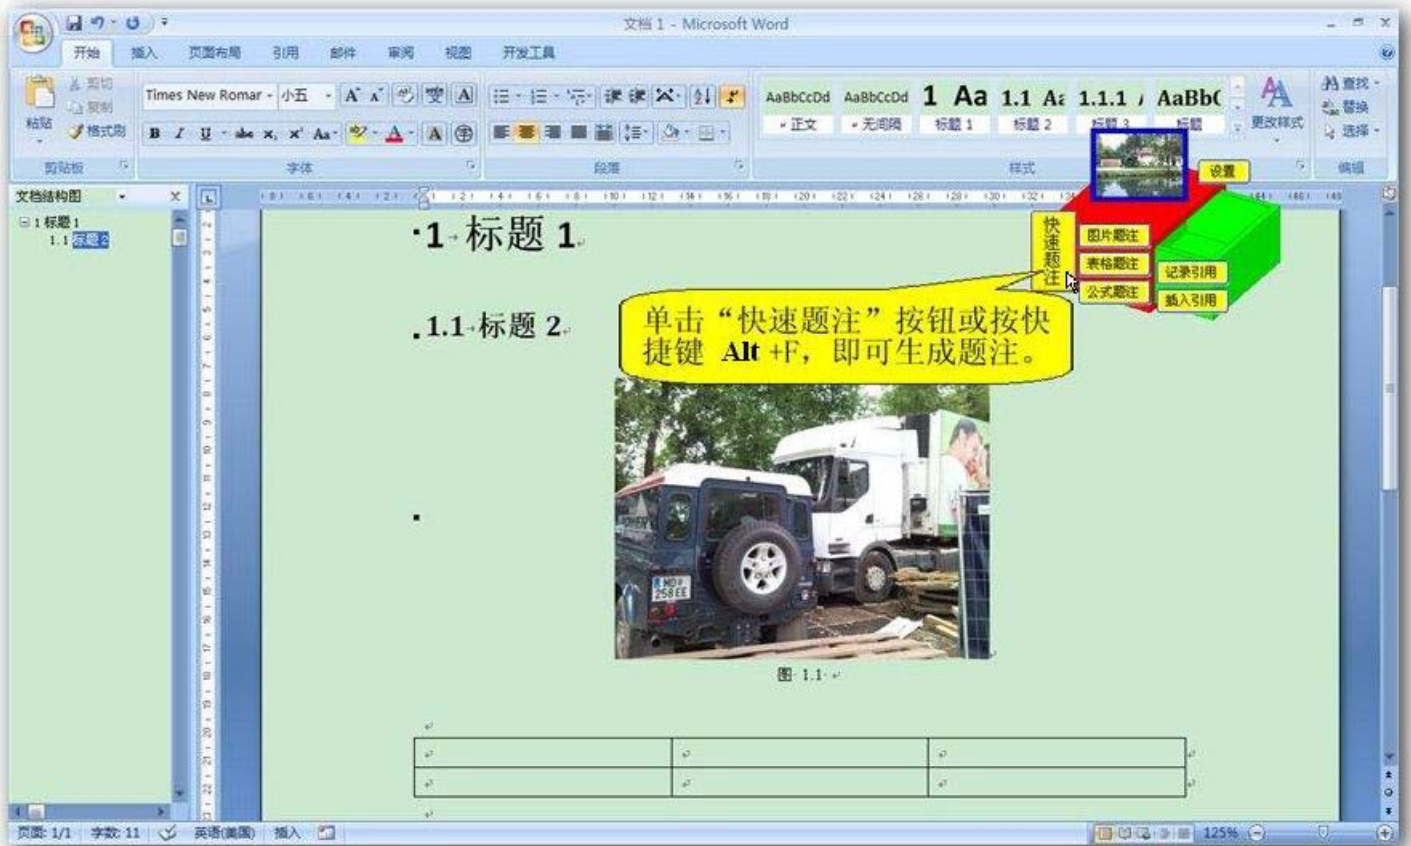 文档 1 - Microsoft Word
开始 插入 页面布局 引用 邮件 审阅 视图 开发工具
剪切
复制
粘贴 格式刷
剪贴板
Times New Romar 小五
字体
段落
AaBbCcDd AaBbCcDd 1 Aa 1.1 Aa 1.1.1 AaBb(
正文 无间隔 标题 1 标题 2 标题 3 标题
更改样式
样式
查找
替换
选择
编辑
设置
快速题注
图片题注
表格题注
公式题注
记录引用
插入引用
文档结构图
1 标题 1
1.1 标题 2
1 标题 1
1.1 标题 2
单击“快速题注”按钮或按快
捷键 Alt +F，即可生成题注。
258EE
图 1.1
页面: 1/1 字数: 11 英语(美国) 插入 125%